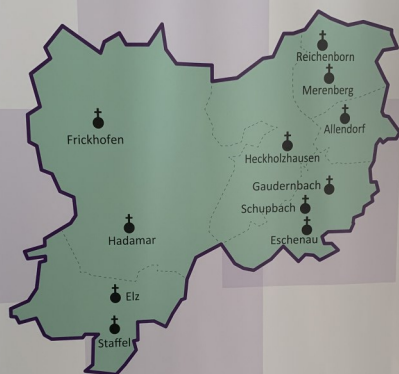 Reichenborn
Merenberg
Allendorf
Frickhofen
Heckholzhausen
Gaudernbach
Schupbach
Hadamar
Eschenau
Elz
Staffel